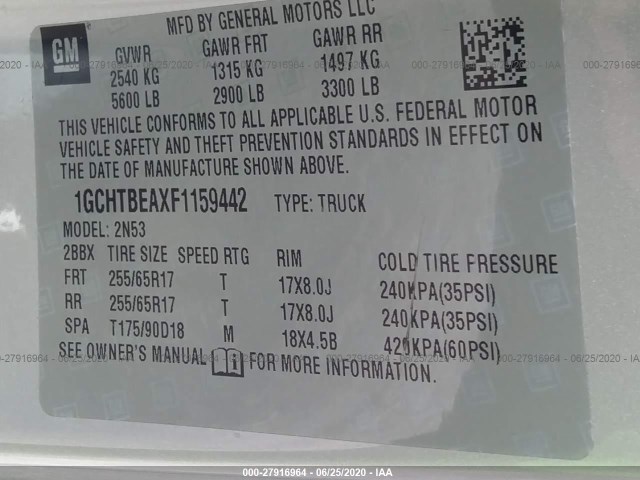 MFD BY GENERAL MOTORS LLC
GM
GVWR GAWR FRT GAWR RR
2540 KG 1315 KG 1497 KG
5600 LB 2900 LB 3300 LB
THIS VEHICLE CONFORMS TO ALL APPLICABLE U.S. FEDERAL MOTOR
VEHICLE SAFETY AND THEFT PREVENTION STANDARDS IN EFFECT ON
THE DATE OF MANUFACTURE SHOWN ABOVE.
1GCHTBEAXF1159442 TYPE: TRUCK
MODEL: 2N53
2BBX TIRE SIZE SPEED RTG RIM COLD TIRE PRESSURE
FRT 255/65R17 T 17X8.0J 240KPA(35PSI)
RR 255/65R17 T 17X8.0J 240KPA(35PSI)
SPA T175/90D18 M 18X4.5B 420KPA(60PSI)
SEE OWNER'S MANUAL FOR MORE INFORMATION.
000-27916964 - 06/25/2020 - IAA